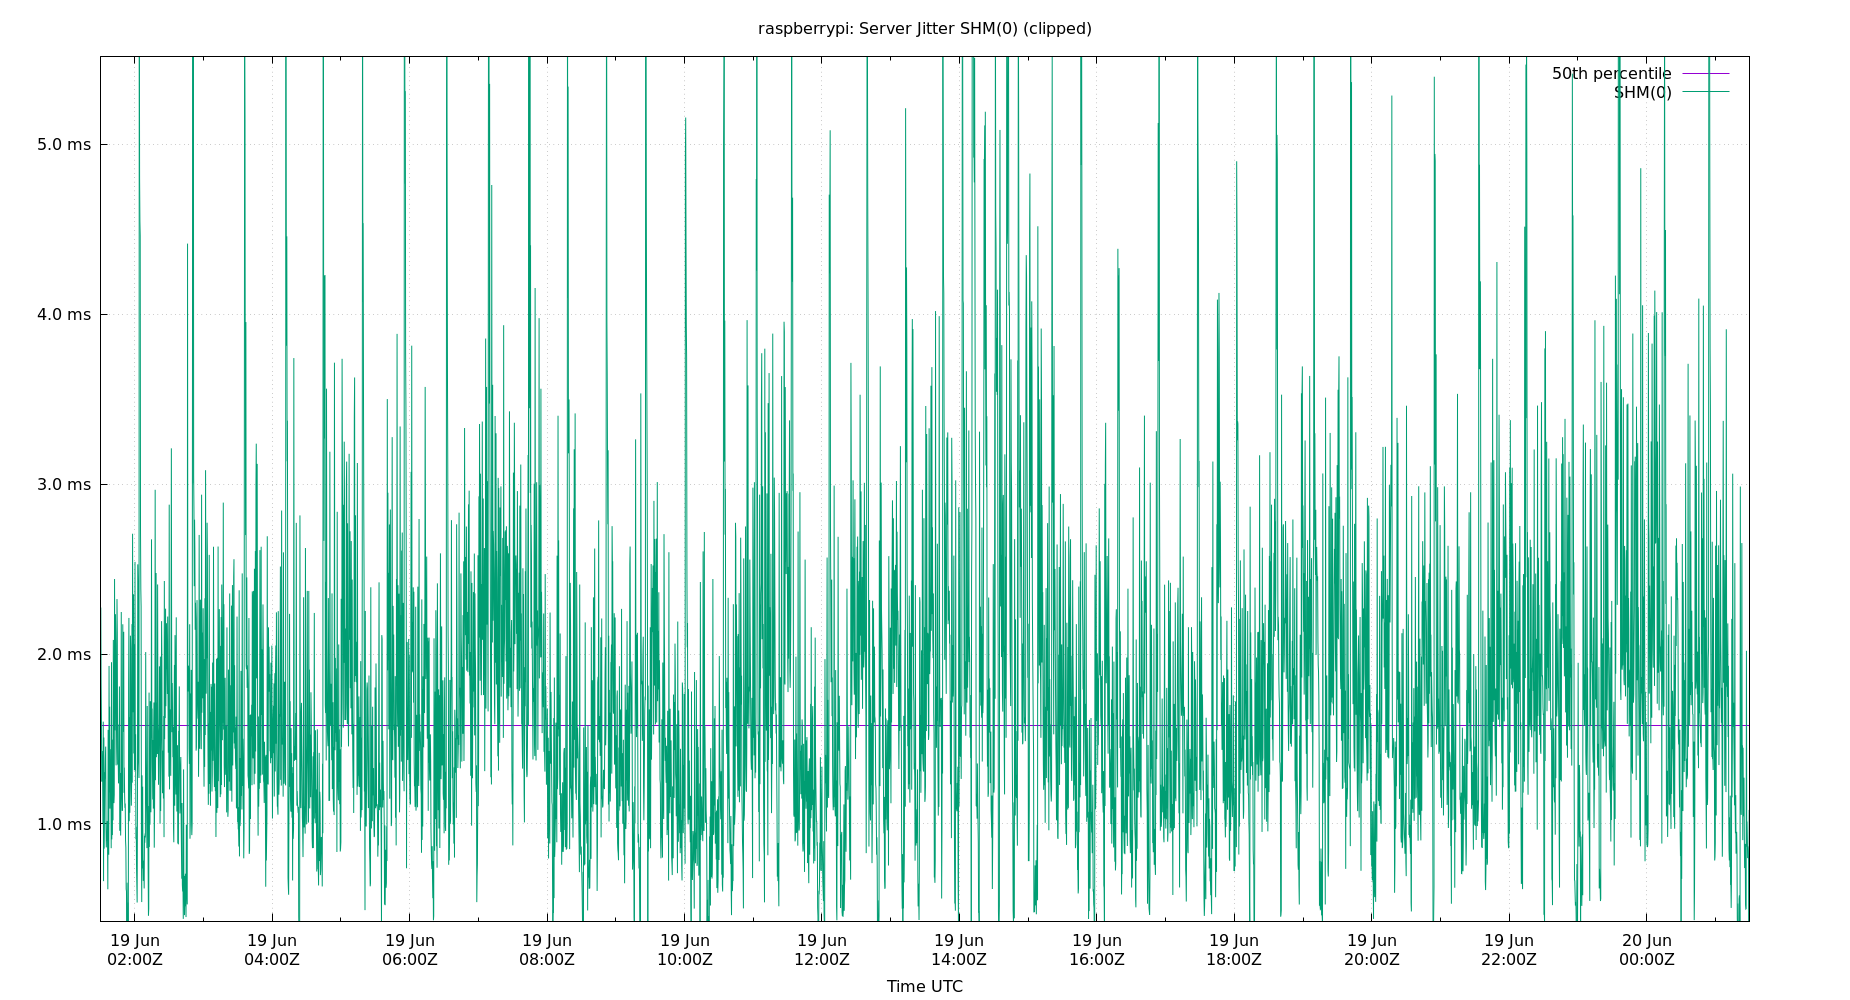 raspberrypi: Server Jitter SHM(0) (clipped)
50th percentile
SHM(0)
5.0 ms
4.0 ms
3.0 ms
2.0 ms
1.0 ms
19 Jun 19 Jun 19 Jun 19 Jun 19 Jun 19 Jun 19 Jun 19 Jun 19 Jun 19 Jun 19 Jun 20 Jun
02:00Z 04:00Z 06:00Z 08:00Z 10:00Z 12:00Z 14:00Z 16:00Z 18:00Z 20:00Z 22:00Z 00:00Z
Time UTC